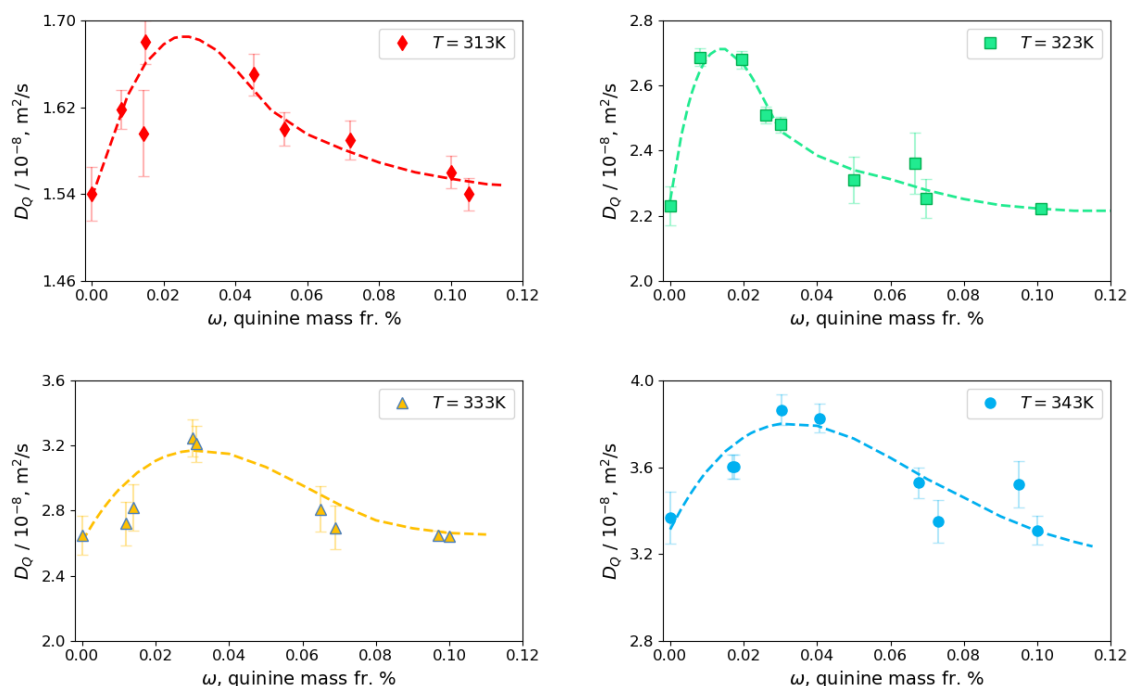 1.70
1.62
1.54
1.46
D_Q / 10⁻⁸, m²/s
0.00 0.02 0.04 0.06 0.08 0.10 0.12
ω, quinine mass fr. %
T = 313K
2.8
2.6
2.4
2.2
2.0
D_Q / 10⁻⁸, m²/s
0.00 0.02 0.04 0.06 0.08 0.10 0.12
ω, quinine mass fr. %
T = 323K
3.6
3.2
2.8
2.4
2.0
D_Q / 10⁻⁸, m²/s
0.00 0.02 0.04 0.06 0.08 0.10 0.12
ω, quinine mass fr. %
T = 333K
4.0
3.6
3.2
2.8
D_Q / 10⁻⁸, m²/s
0.00 0.02 0.04 0.06 0.08 0.10 0.12
ω, quinine mass fr. %
T = 343K